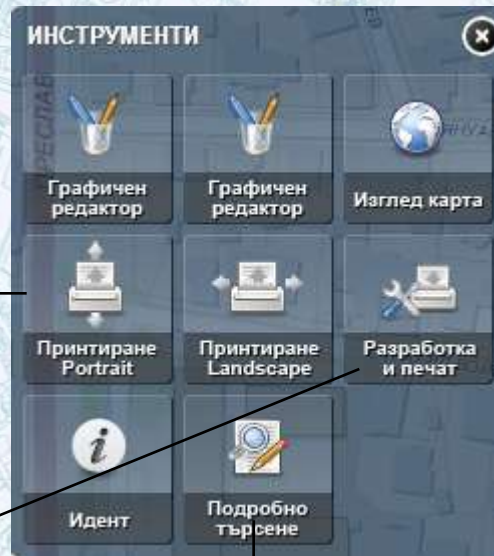 ИНСТРУМЕНТИ
Графичен
редактор
Графичен
редактор
Изглед карта
Принтиране
Portrait
Принтиране
Landscape
Разработка
и печат
Идент
Подробно
търсене